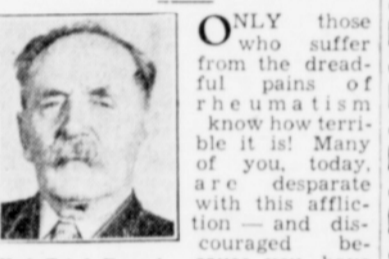 ONLY those
who suffer
from the dread-
ful pains of
rheumatism
know how terri-
ble it is! Many
of you, today,
are desparate
with this afflic-
tion — and dis-
couraged be-